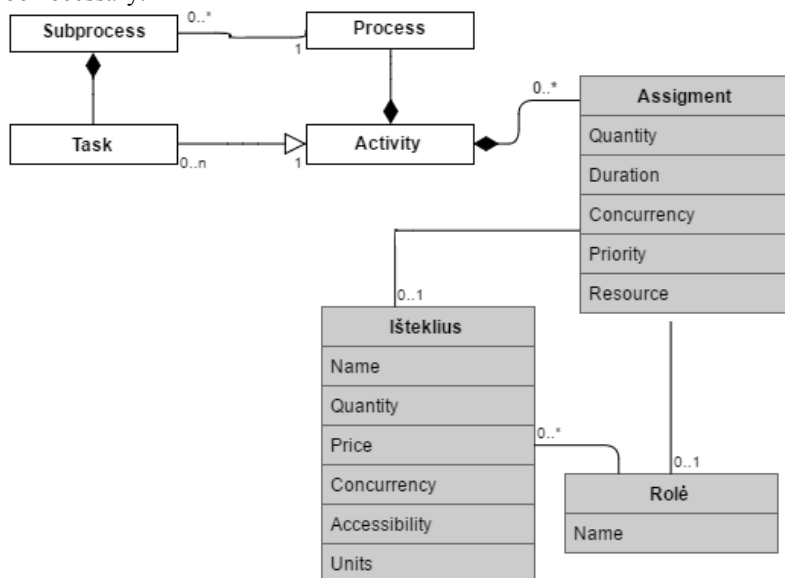 Subprocess
0..*
1
Process
Task
0..n
1
Activity
0..*
Assigment
Quantity
Duration
Concurrency
Priority
Resource
0..1
Išteklius
Name
Quantity
Price
Concurrency
Accessibility
Units
0..*
0..1
Rolė
Name